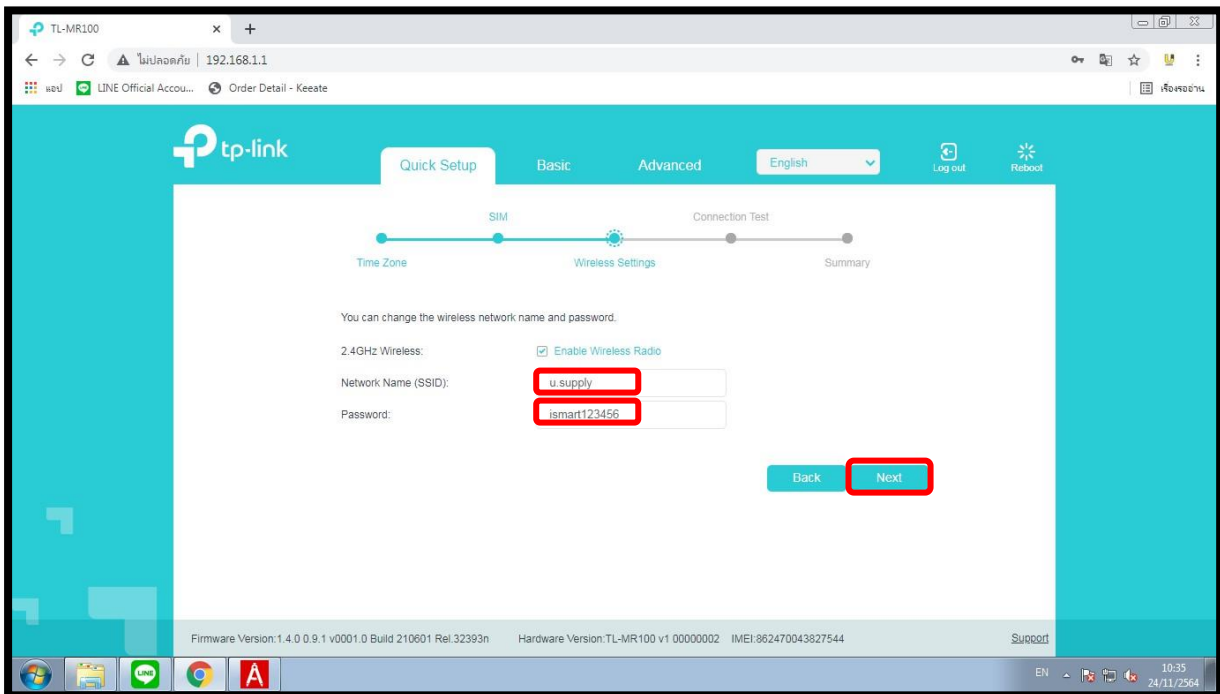 TL-MR100
ไม่ปลอดภัย 192.168.1.1
แอป LINE Official Accou... Order Detail - Keeate เรื่องรออ่าน
tp-link
Quick Setup Basic Advanced English Log out Reboot
SIM Connection Test
Time Zone Wireless Settings Summary
You can change the wireless network name and password.
2.4GHz Wireless: Enable Wireless Radio
Network Name (SSID): u.supply
Password: ismart123456
Back Next
Firmware Version:1.4.0 0.9.1 v0001.0 Build 210601 Rel.32393n Hardware Version:TL-MR100 v1 00000002 IMEI:862470043827544 Support
LINE
EN 10:35
24/11/2564